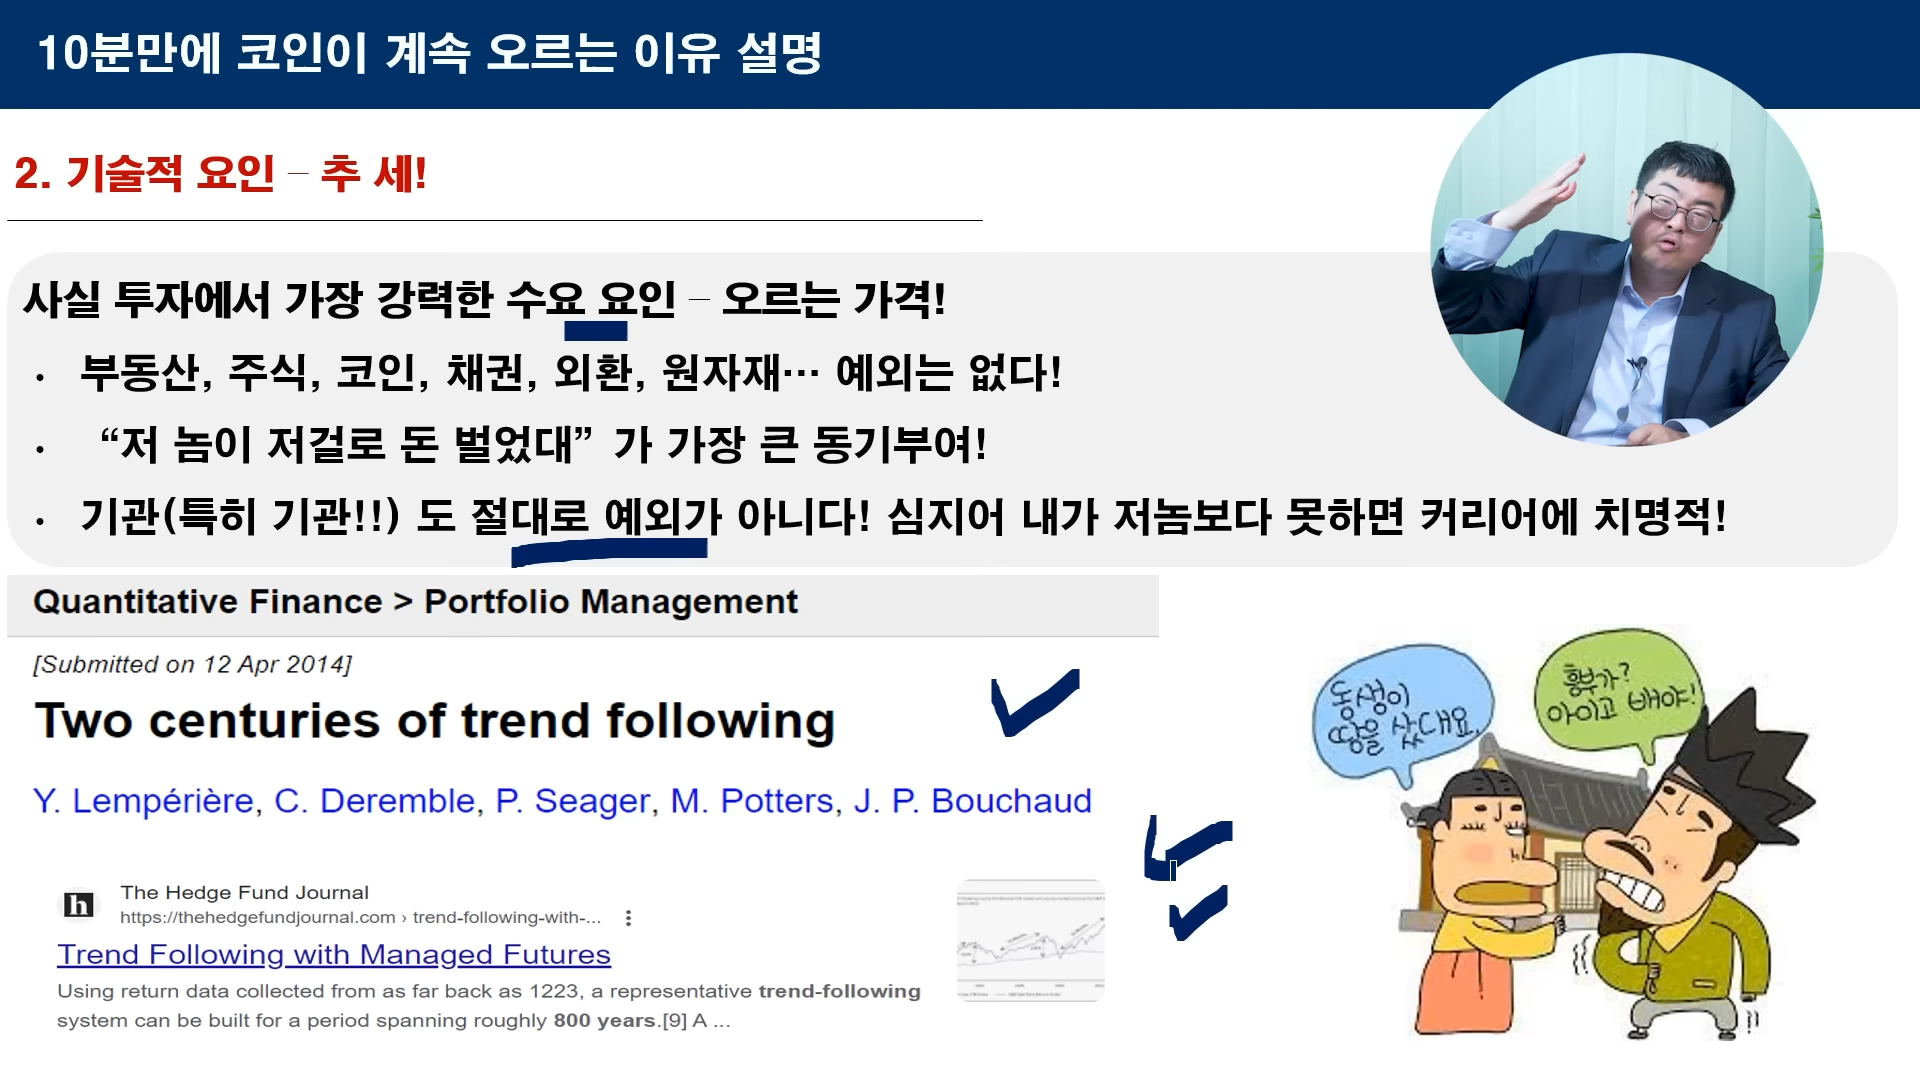 10분만에 코인이 계속 오르는 이유 설명
2. 기술적 요인 – 추 세!
사실 투자에서 가장 강력한 수요 요인 – 오르는 가격!
• 부동산, 주식, 코인, 채권, 외환, 원자재… 예외는 없다!
• “저 놈이 저걸로 돈 벌었대” 가 가장 큰 동기부여!
• 기관(특히 기관!!) 도 절대로 예외가 아니다! 심지어 내가 저놈보다 못하면 커리어에 치명적!
Quantitative Finance > Portfolio Management
[Submitted on 12 Apr 2014]
Two centuries of trend following
Y. Lempérière, C. Deremble, P. Seager, M. Potters, J. P. Bouchaud
h The Hedge Fund Journal
https://thehedgefundjournal.com › trend-following-with-...
Trend Following with Managed Futures
Using return data collected from as far back as 1223, a representative trend-following
system can be built for a period spanning roughly 800 years.[9] A ...
동생이
땅을 샀대요.
흥부가?
아이고 배야!